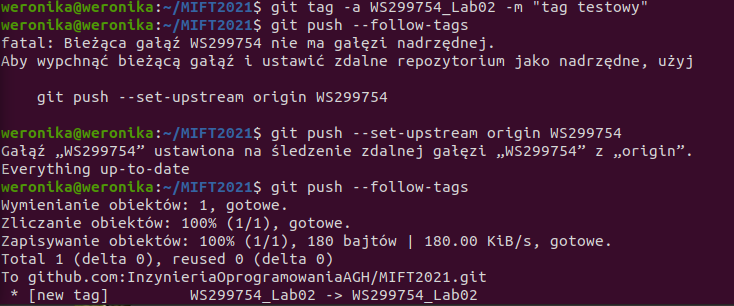 weronika@weronika:~/MIFT2021$ git tag -a WS299754_Lab02 -m "tag testowy"
weronika@weronika:~/MIFT2021$ git push --follow-tags
fatal: Bieżąca gałąź WS299754 nie ma gałęzi nadrzędnej.
Aby wypchnąć bieżącą gałąź i ustawić zdalne repozytorium jako nadrzędne, użyj
git push --set-upstream origin WS299754
weronika@weronika:~/MIFT2021$ git push --set-upstream origin WS299754
Gałąź „WS299754” ustawiona na śledzenie zdalnej gałęzi „WS299754” z „origin”.
Everything up-to-date
weronika@weronika:~/MIFT2021$ git push --follow-tags
Wymienianie obiektów: 1, gotowe.
Zliczanie obiektów: 100% (1/1), gotowe.
Zapisywanie obiektów: 100% (1/1), 180 bajtów | 180.00 KiB/s, gotowe.
Total 1 (delta 0), reused 0 (delta 0)
To github.com:InzynieriaOprogramowaniaAGH/MIFT2021.git
* [new tag] WS299754_Lab02 -> WS299754_Lab02